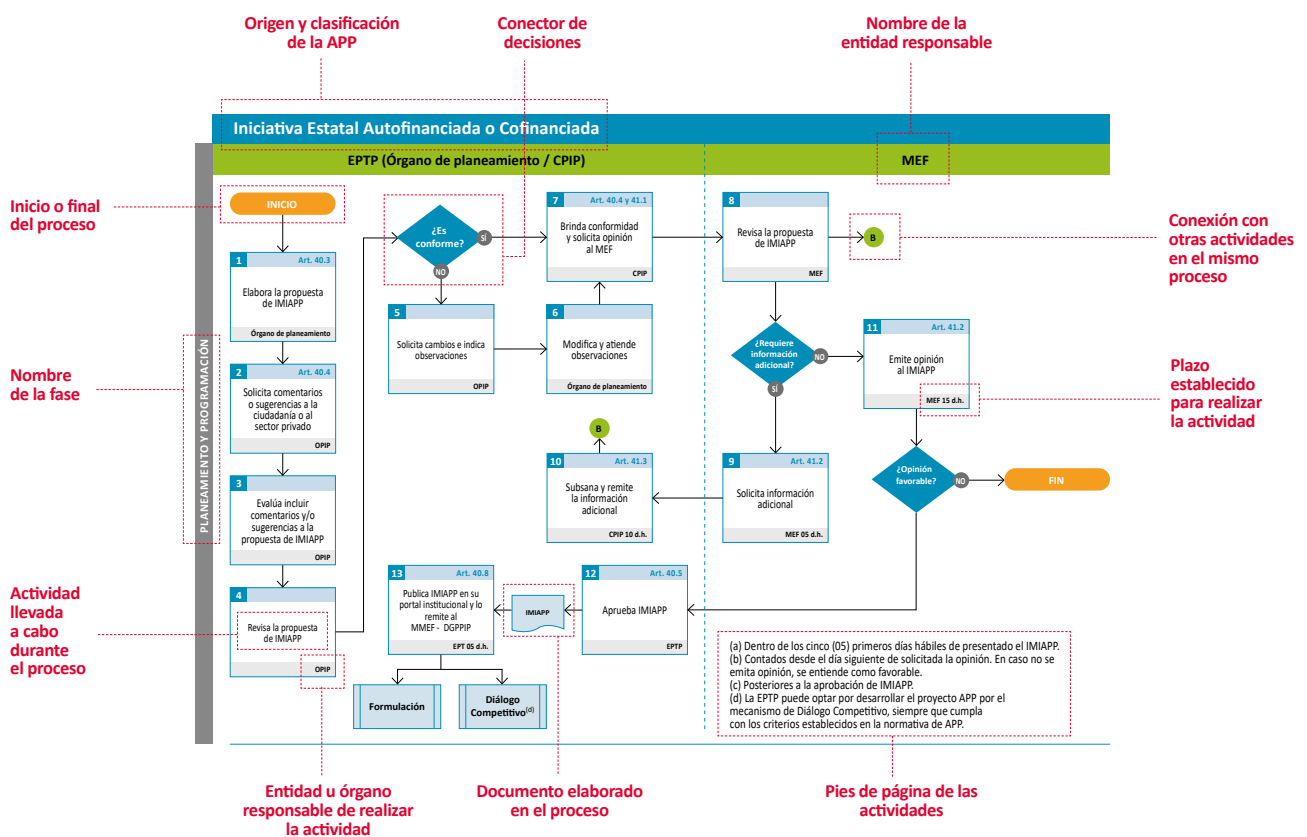 Origen y clasificación
de la APP
Conector de
decisiones
Nombre de la
entidad responsable
Iniciativa Estatal Autofinanciada o Cofinanciada
EPTP (Órgano de planeamiento / CPIP)
MEF
Inicio o final
del proceso
Nombre
de la fase
Actividad
llevada
a cabo
durante
el proceso
PLANEAMIENTO Y PROGRAMACIÓN
INICIO
1
Art. 40.3
Elabora la propuesta
de IMIAPP
Órgano de planeamiento
2
Art. 40.4
Solicita comentarios
o sugerencias a la
ciudadanía o al
sector privado
OPIP
3
Evalúa incluir
comentarios y/o
sugerencias a la
propuesta de IMIAPP
OPIP
4
Revisa la propuesta
de IMIAPP
OPIP
¿Es
conforme?
SÍ
NO
5
Solicita cambios e indica
observaciones
OPIP
6
Modifica y atiende
observaciones
Órgano de planeamiento
7
Art. 40.4 y 41.1
Brinda conformidad
y solicita opinión
al MEF
CPIP
8
Revisa la propuesta
de IMIAPP
MEF
B
¿Requiere
información
adicional?
NO
SÍ
9
Art. 41.2
Solicita información
adicional
MEF 05 d.h.
B
10
Art. 41.3
Subsana y remite
la información
adicional
CPIP 10 d.h.
11
Art. 41.2
Emite opinión
al IMIAPP
MEF 15 d.h.
¿Opinión
favorable?
NO
FIN
12
Art. 40.5
Aprueba IMIAPP
EPTP
IMIAPP
13
Art. 40.8
Publica IMIAPP en su
portal institucional y lo
remite al
MMEF - DGPPIP
EPT 05 d.h.
Formulación
Diálogo
Competitivo(d)
(a) Dentro de los cinco (05) primeros días hábiles de presentado el IMIAPP.
(b) Contados desde el día siguiente de solicitada la opinión. En caso no se
emita opinión, se entiende como favorable.
(c) Posteriores a la aprobación de IMIAPP.
(d) La EPTP puede optar por desarrollar el proyecto APP por el
mecanismo de Diálogo Competitivo, siempre que cumpla
con los criterios establecidos en la normativa de APP.
Conexión con
otras actividades
en el mismo
proceso
Plazo
establecido
para realizar
la actividad
Entidad u órgano
responsable de realizar
la actividad
Documento elaborado
en el proceso
Pies de página de las
actividades